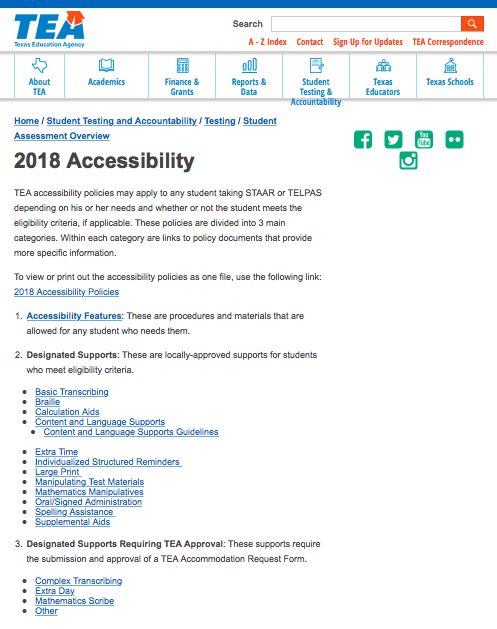 TEA
Texas Education Agency
Search
A - Z Index Contact Sign Up for Updates TEA Correspondence
About TEA
Academics
Finance & Grants
Reports & Data
Student Testing & Accountability
Texas Educators
Texas Schools
Home / Student Testing and Accountability / Testing / Student
Assessment Overview
You Tube
2018 Accessibility
TEA accessibility policies may apply to any student taking STAAR or TELPAS
depending on his or her needs and whether or not the student meets the
eligibility criteria, if applicable. These policies are divided into 3 main
categories. Within each category are links to policy documents that provide
more specific information.
To view or print out the accessibility policies as one file, use the following link:
2018 Accessibility Policies
1. Accessibility Features: These are procedures and materials that are
allowed for any student who needs them.
2. Designated Supports: These are locally-approved supports for students
who meet eligibility criteria.
Basic Transcribing
Braille
Calculation Aids
Content and Language Supports
Content and Language Supports Guidelines
Extra Time
Individualized Structured Reminders
Large Print
Manipulating Test Materials
Mathematics Manipulatives
Oral/Signed Administration
Spelling Assistance
Supplemental Aids
3. Designated Supports Requiring TEA Approval: These supports require
the submission and approval of a TEA Accommodation Request Form.
Complex Transcribing
Extra Day
Mathematics Scribe
Other